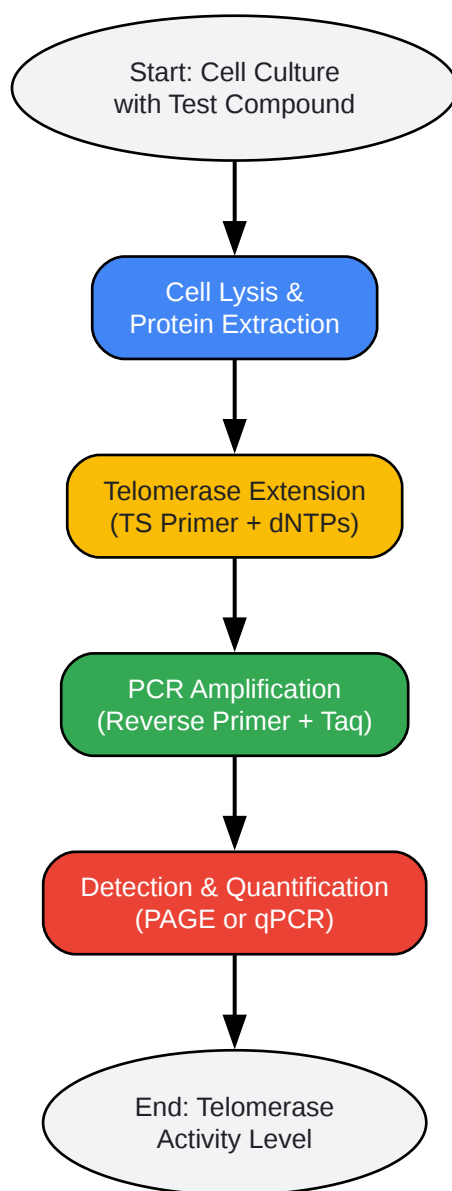 Start: Cell Culture
with Test Compound
Cell Lysis &
Protein Extraction
Telomerase Extension
(TS Primer + dNTPs)
PCR Amplification
(Reverse Primer + Taq)
Detection & Quantification
(PAGE or qPCR)
End: Telomerase
Activity Level